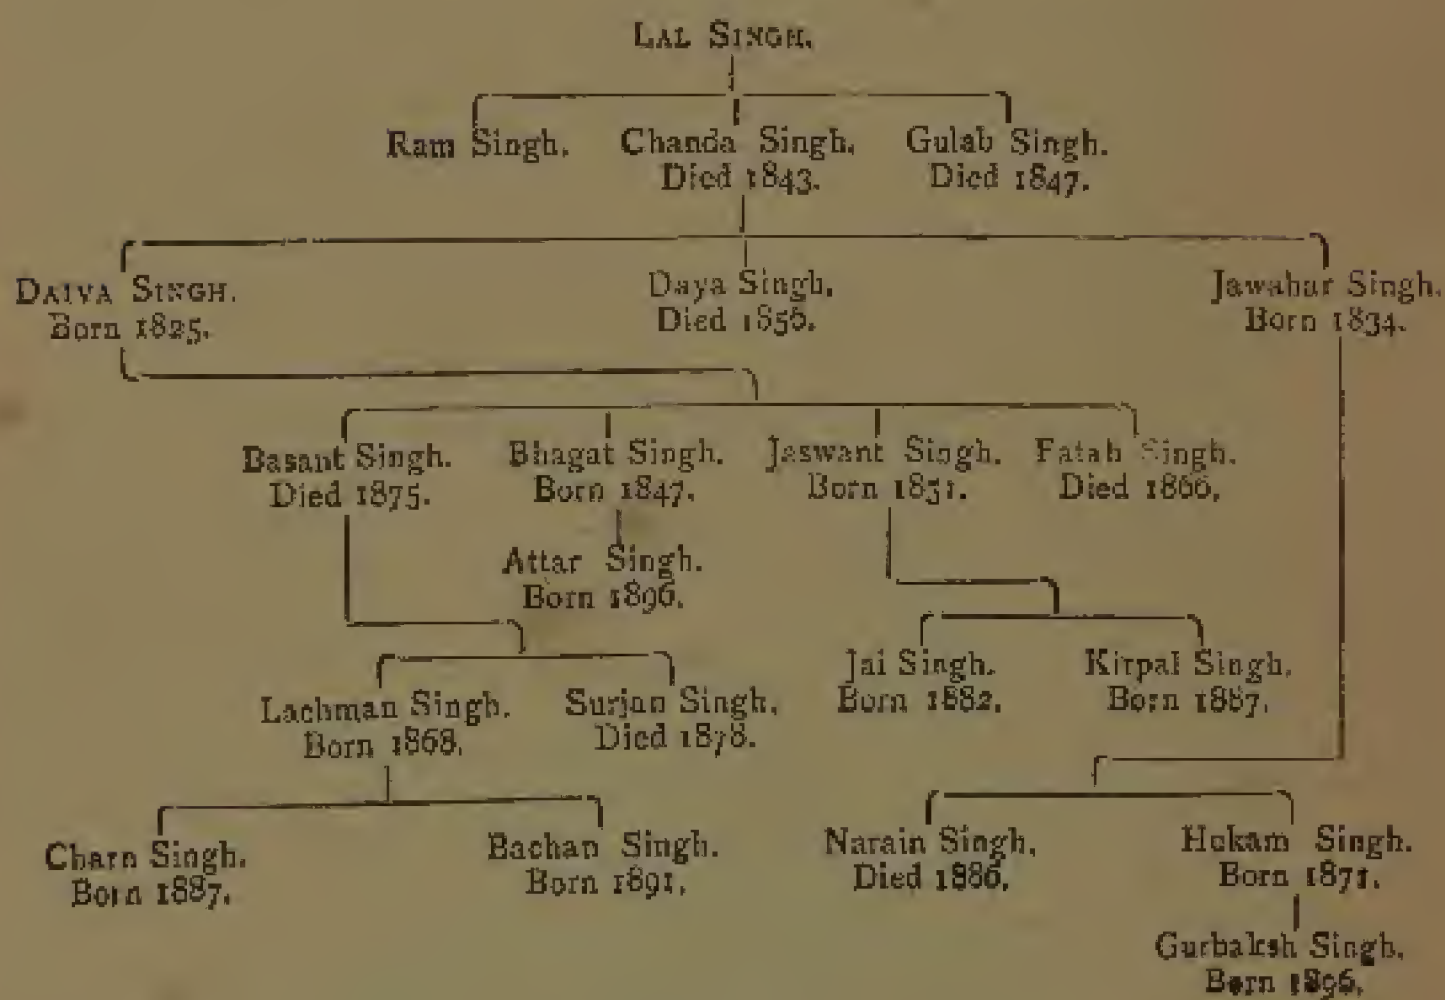 LAL SINGH.
Ram Singh. Chanda Singh. Gulab Singh.
Died 1843. Died 1847.
DAIVA SINGH. Daya Singh. Jawahar Singh.
Born 1825. Died 1856. Born 1834.
Basant Singh. Bhagat Singh. Jaswant Singh. Fatah Singh.
Died 1875. Born 1847. Born 1851. Died 1866.
Attar Singh.
Born 1896.
Jai Singh. Kirpal Singh.
Born 1882. Born 1887.
Lachman Singh. Surjan Singh.
Born 1868. Died 1878.
Charn Singh. Bachan Singh. Narain Singh. Hukam Singh.
Born 1887. Born 1891. Died 1886. Born 1871.
Gurbaksh Singh.
Born 1896.